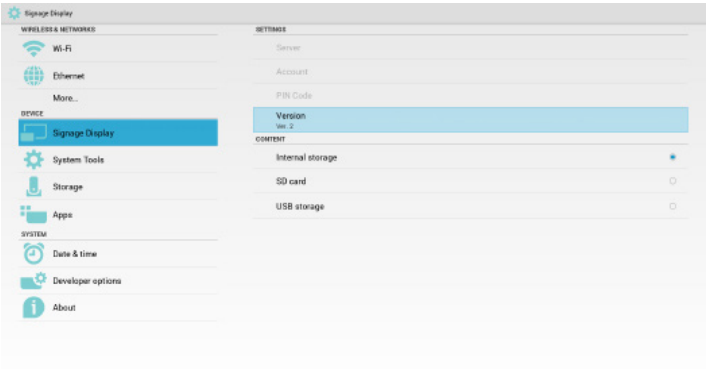 Signage Display
WIRELESS & NETWORKS
Wi-Fi
Ethernet
More...
DEVICE
Signage Display
System Tools
Storage
Apps
SYSTEM
Date & time
Developer options
About
SETTINGS
Server
Account
PIN Code
Version
Ver. 2
CONTENT
Internal storage
SD card
USB storage